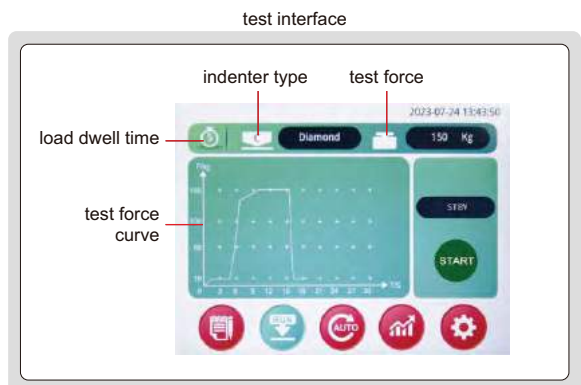 test interface
indenter type
test force
2023-07-24 13:43:50
load dwell time
Diamond
150 Kg
test force
curve
STBY
START
RUN
AUTO